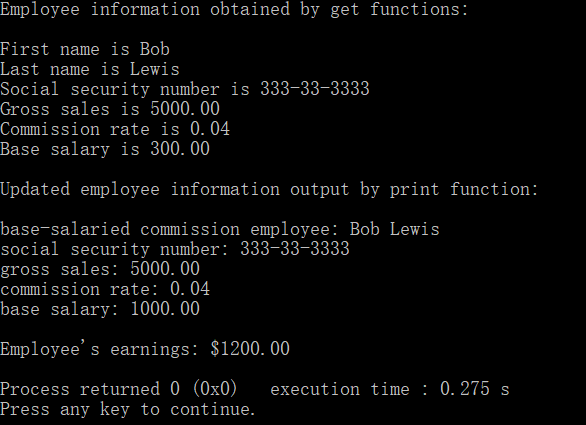 Employee information obtained by get functions:
First name is Bob
Last name is Lewis
Social security number is 333-33-3333
Gross sales is 5000.00
Commission rate is 0.04
Base salary is 300.00
Updated employee information output by print function:
base-salaried commission employee: Bob Lewis
social security number: 333-33-3333
gross sales: 5000.00
commission rate: 0.04
base salary: 1000.00
Employee's earnings: $1200.00
Process returned 0 (0x0)   execution time : 0.275 s
Press any key to continue.